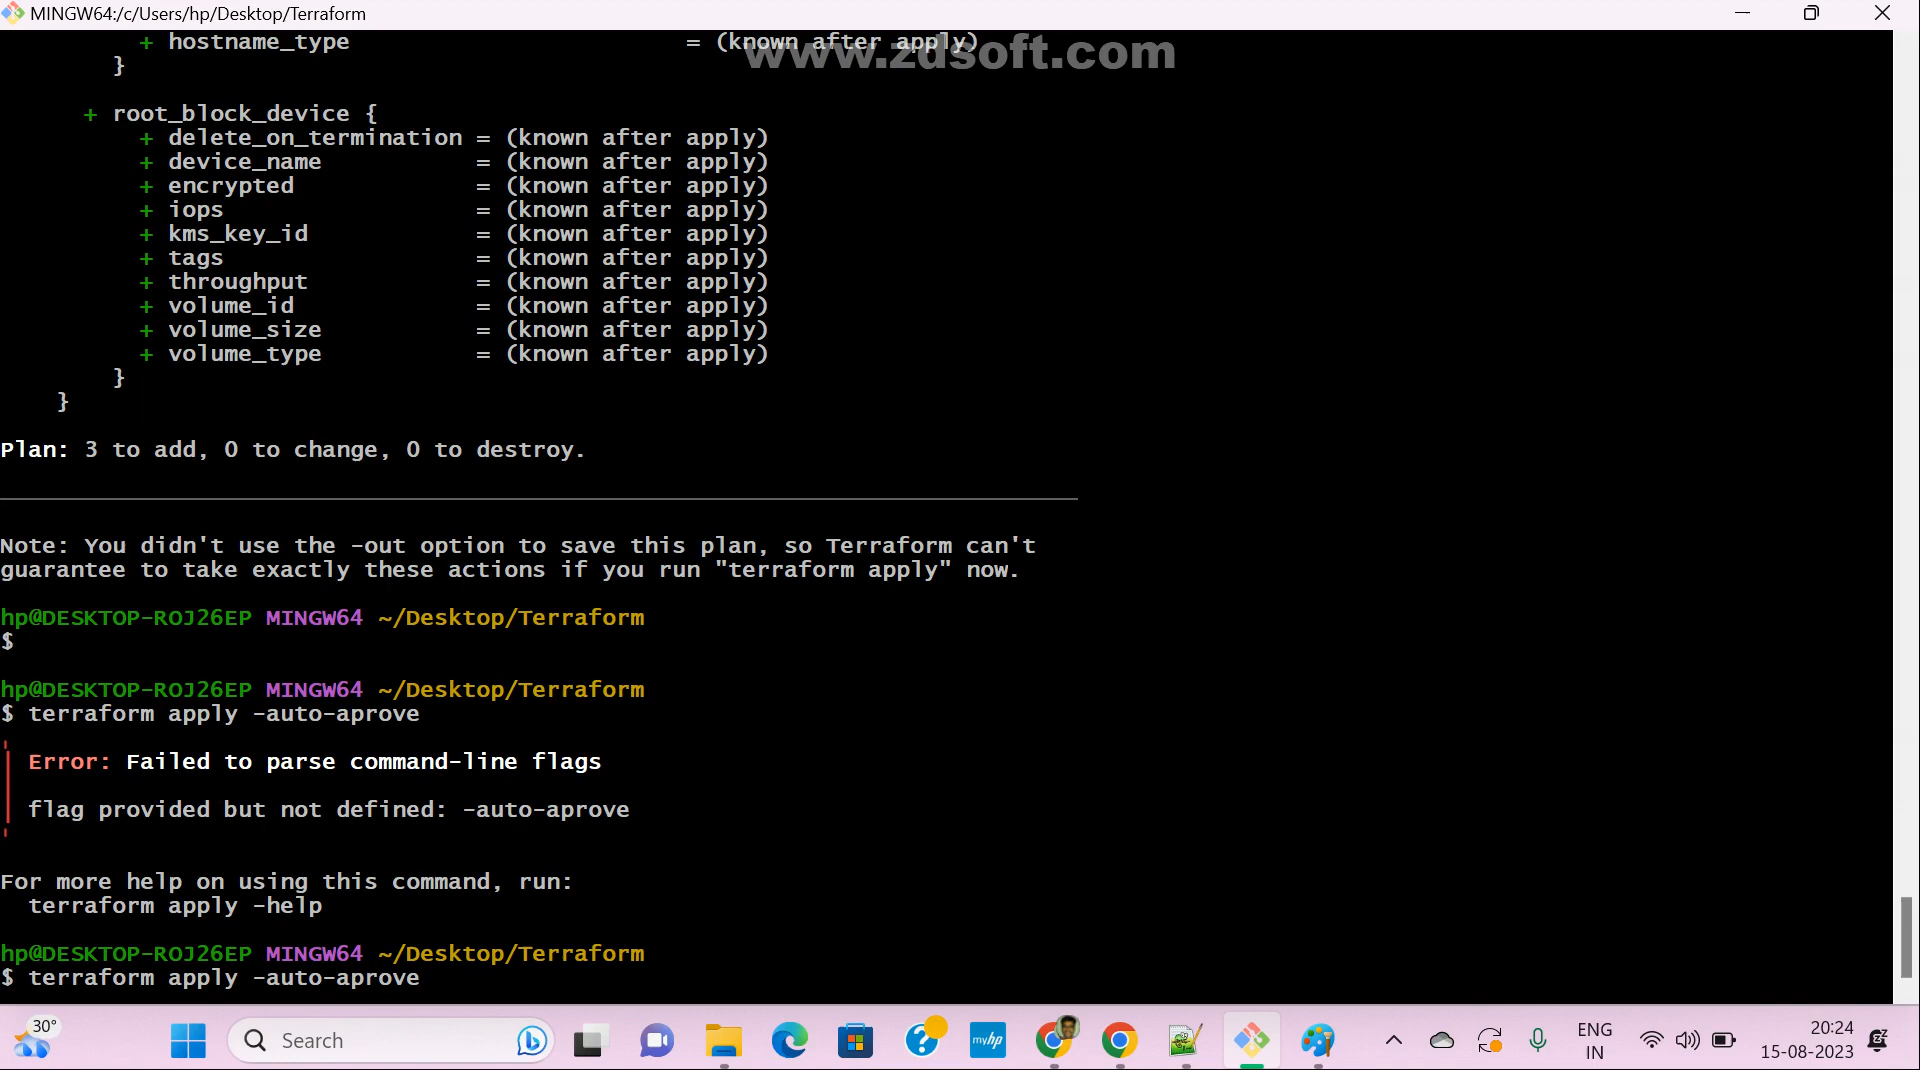 MINGW64:/c/Users/hp/Desktop/Terraform
+ hostname_type = (known after apply)
www.zdsoft.com
}
+ root_block_device {
+ delete_on_termination = (known after apply)
+ device_name = (known after apply)
+ encrypted = (known after apply)
+ iops = (known after apply)
+ kms_key_id = (known after apply)
+ tags = (known after apply)
+ throughput = (known after apply)
+ volume_id = (known after apply)
+ volume_size = (known after apply)
+ volume_type = (known after apply)
}
}
Plan: 3 to add, 0 to change, 0 to destroy.
Note: You didn't use the -out option to save this plan, so Terraform can't
guarantee to take exactly these actions if you run "terraform apply" now.
hp@DESKTOP-ROJ26EP MINGW64 ~/Desktop/Terraform
$
hp@DESKTOP-ROJ26EP MINGW64 ~/Desktop/Terraform
$ terraform apply -auto-aprove
Error: Failed to parse command-line flags
flag provided but not defined: -auto-aprove
For more help on using this command, run:
terraform apply -help
hp@DESKTOP-ROJ26EP MINGW64 ~/Desktop/Terraform
$ terraform apply -auto-aprove
30°
Search
myhp
ENG
IN
20:24
15-08-2023